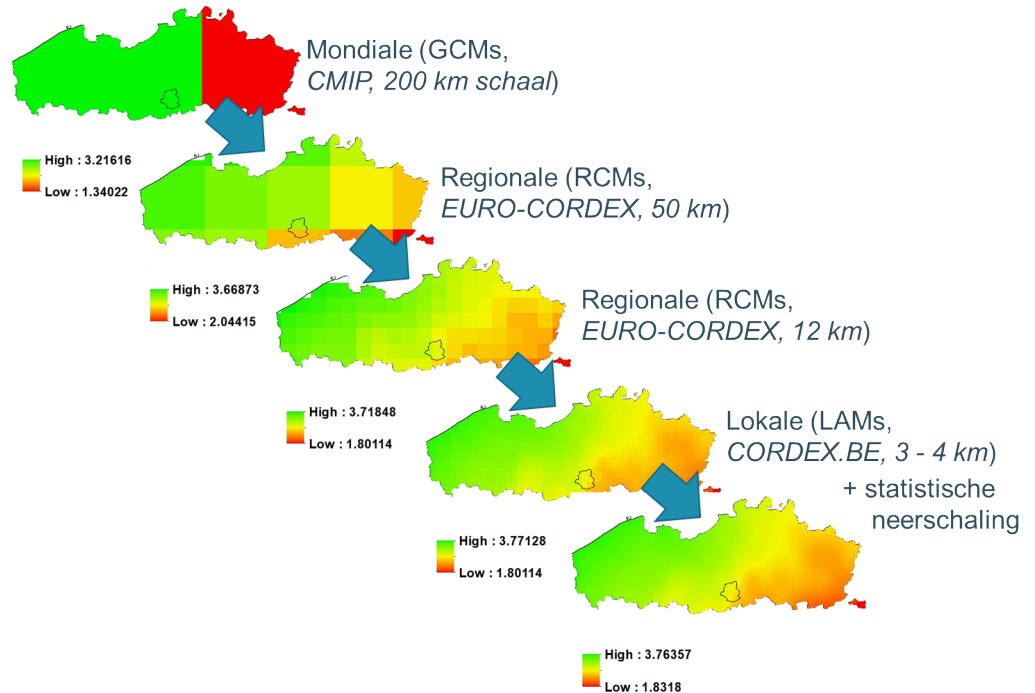 Mondiale (GCMs,
CMIP, 200 km schaal)
High : 3.21616
Low : 1.34022
Regionale (RCMs,
EURO-CORDEX, 50 km)
High : 3.66873
Low : 2.04415
Regionale (RCMs,
EURO-CORDEX, 12 km)
High : 3.71848
Low : 1.80114
Lokale (LAMs,
CORDEX.BE, 3 - 4 km)
+ statistische
neerschaling
High : 3.77128
Low : 1.80114
High : 3.76357
Low : 1.8318